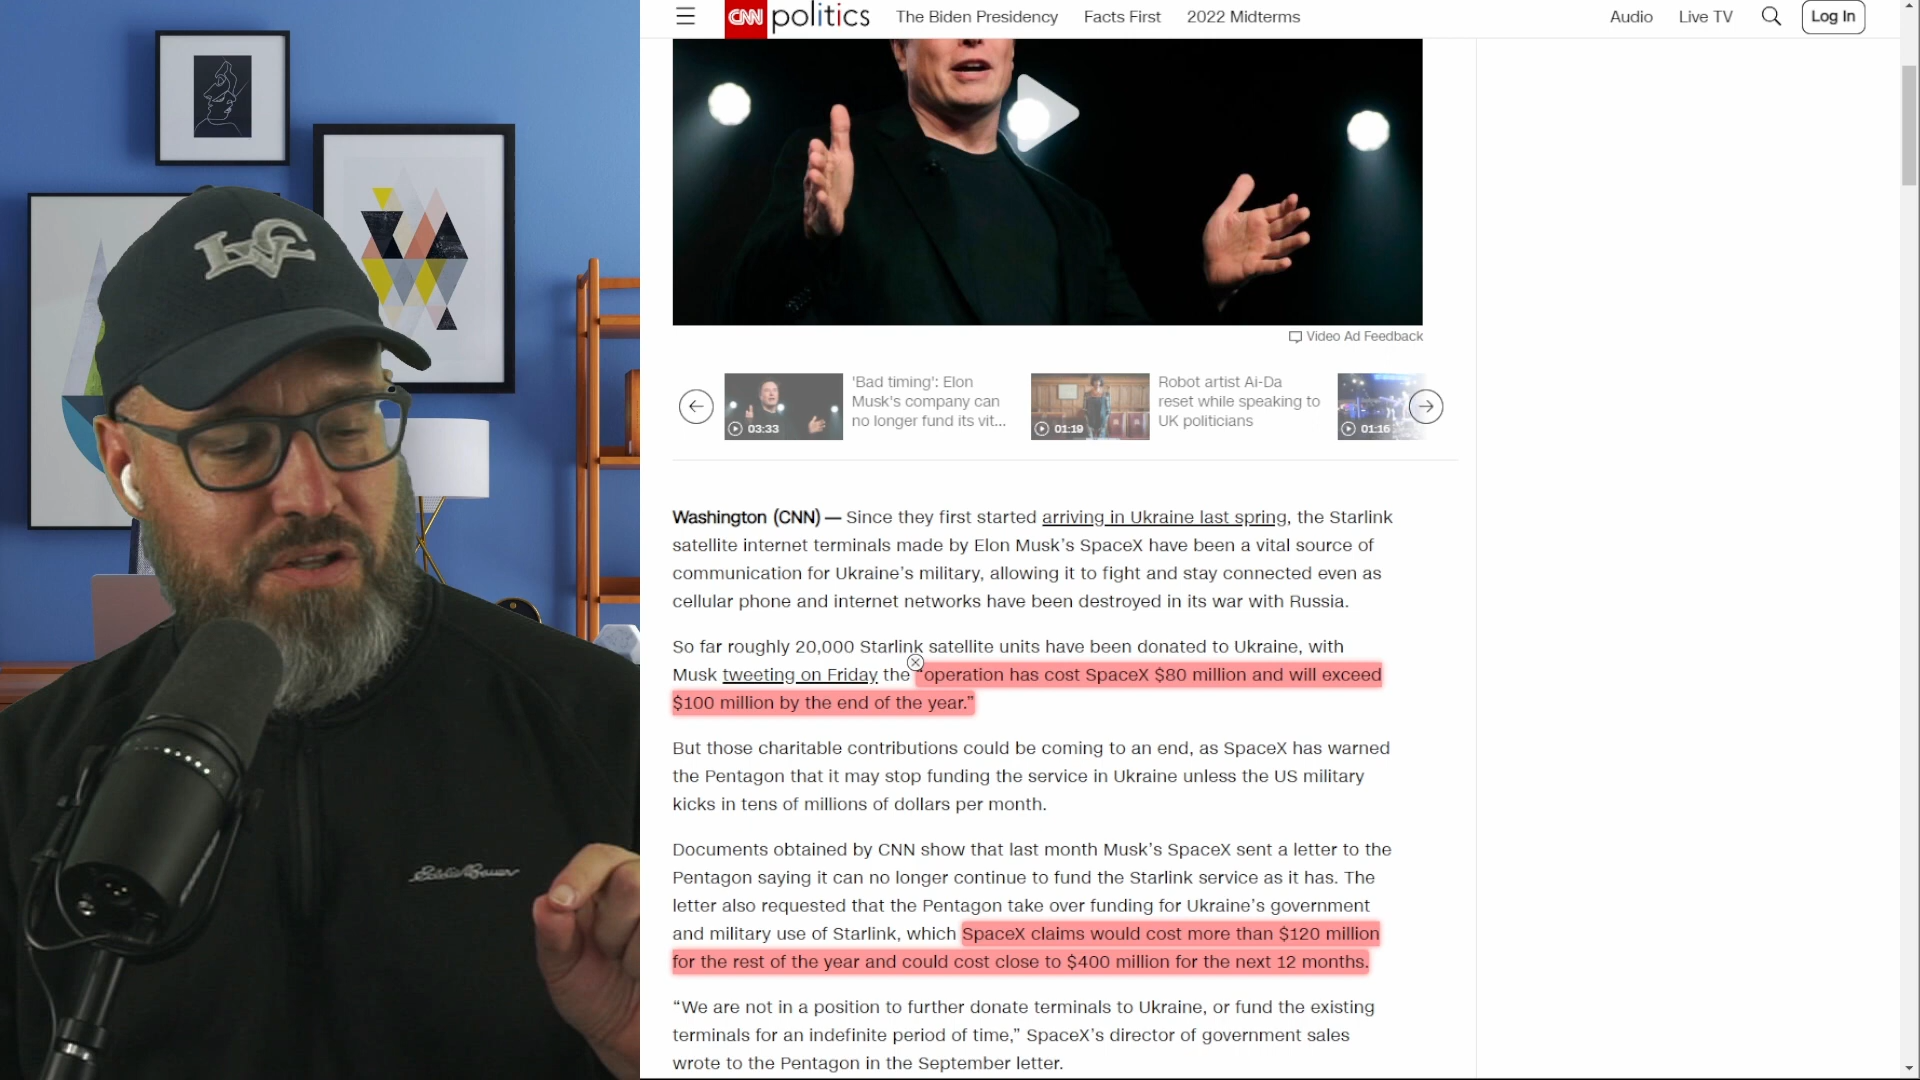 CNN politics The Biden Presidency Facts First 2022 Midterms Audio Live TV Log In
LVC
Video Ad Feedback
'Bad timing': Elon
Musk's company can
no longer fund its vit...
03:33
Robot artist Ai-Da
reset while speaking to
UK politicians
01:19
01:16
Washington (CNN) — Since they first started arriving in Ukraine last spring, the Starlink
satellite internet terminals made by Elon Musk's SpaceX have been a vital source of
communication for Ukraine's military, allowing it to fight and stay connected even as
cellular phone and internet networks have been destroyed in its war with Russia.
So far roughly 20,000 Starlink satellite units have been donated to Ukraine, with
Musk tweeting on Friday the “operation has cost SpaceX $80 million and will exceed
$100 million by the end of the year.”
But those charitable contributions could be coming to an end, as SpaceX has warned
the Pentagon that it may stop funding the service in Ukraine unless the US military
kicks in tens of millions of dollars per month.
Documents obtained by CNN show that last month Musk's SpaceX sent a letter to the
Pentagon saying it can no longer continue to fund the Starlink service as it has. The
letter also requested that the Pentagon take over funding for Ukraine's government
and military use of Starlink, which SpaceX claims would cost more than $120 million
for the rest of the year and could cost close to $400 million for the next 12 months.
“We are not in a position to further donate terminals to Ukraine, or fund the existing
terminals for an indefinite period of time,” SpaceX's director of government sales
wrote to the Pentagon in the September letter.
Eddie Bauer